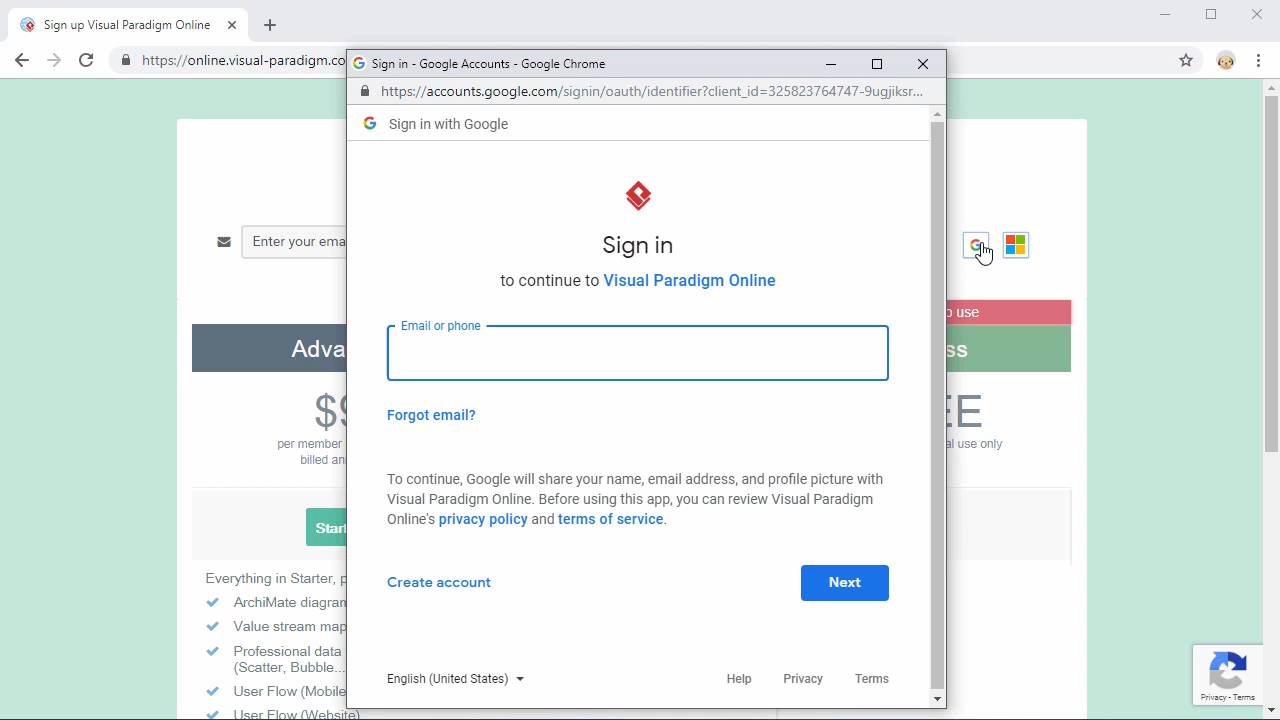 Sign up Visual Paradigm Online
https://online.visual-paradigm.co
Sign in - Google Accounts - Google Chrome
https://accounts.google.com/signin/oauth/identifier?client_id=325823764747-9ugjiksr...
Sign in with Google
Sign in
to continue to Visual Paradigm Online
Email or phone
Forgot email?
To continue, Google will share your name, email address, and profile picture with
Visual Paradigm Online. Before using this app, you can review Visual Paradigm
Online's privacy policy and terms of service.
Create account
Next
English (United States)
Help
Privacy
Terms
Enter your ema
Adva
$9
per member
billed an
Start
Everything in Starter, p
ArchiMate diagram
Value stream map
Professional data
(Scatter, Bubble...
User Flow (Mobile
User Flow (Website)
o use
ss
EE
al use only
Privacy - Terms